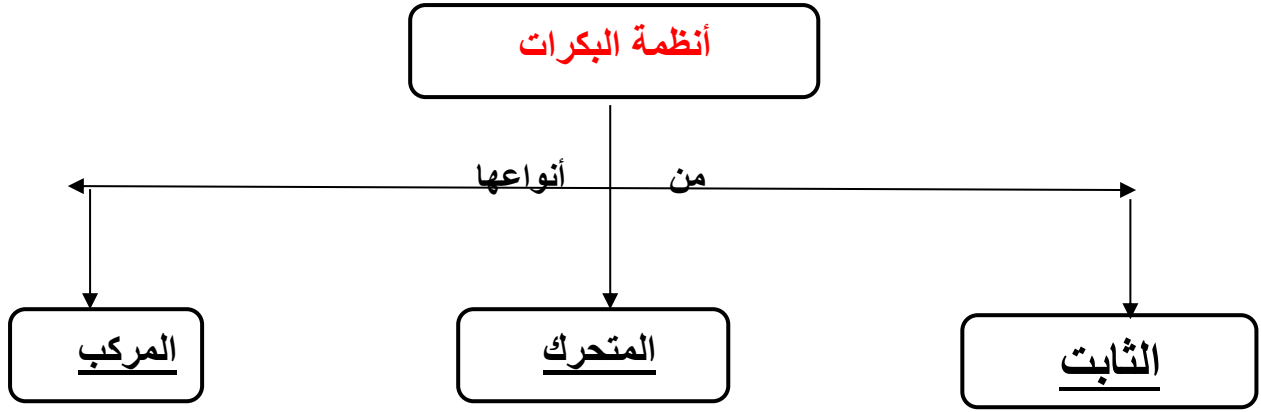 أنظمة البكرات
من أنواعها
الثابت
المتحرك
المركب